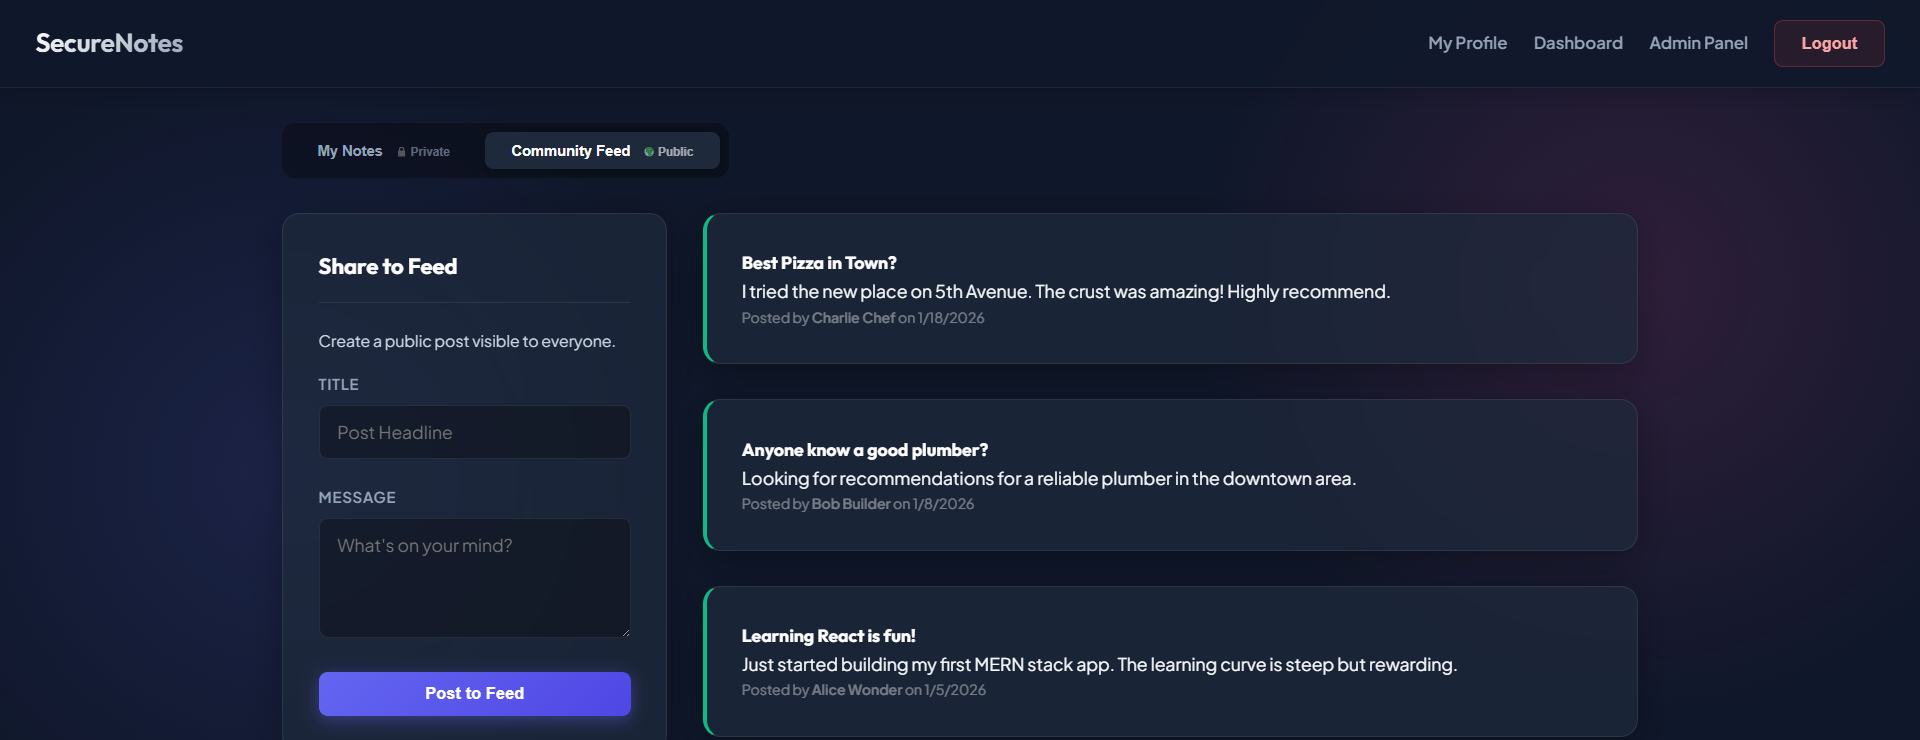 SecureNotes
My Profile
Dashboard
Admin Panel
Logout
My Notes Private
Community Feed Public
Share to Feed
Create a public post visible to everyone.
TITLE
Post Headline
MESSAGE
What's on your mind?
Post to Feed
Best Pizza in Town?
I tried the new place on 5th Avenue. The crust was amazing! Highly recommend.
Posted by Charlie Chef on 1/18/2026
Anyone know a good plumber?
Looking for recommendations for a reliable plumber in the downtown area.
Posted by Bob Builder on 1/8/2026
Learning React is fun!
Just started building my first MERN stack app. The learning curve is steep but rewarding.
Posted by Alice Wonder on 1/5/2026